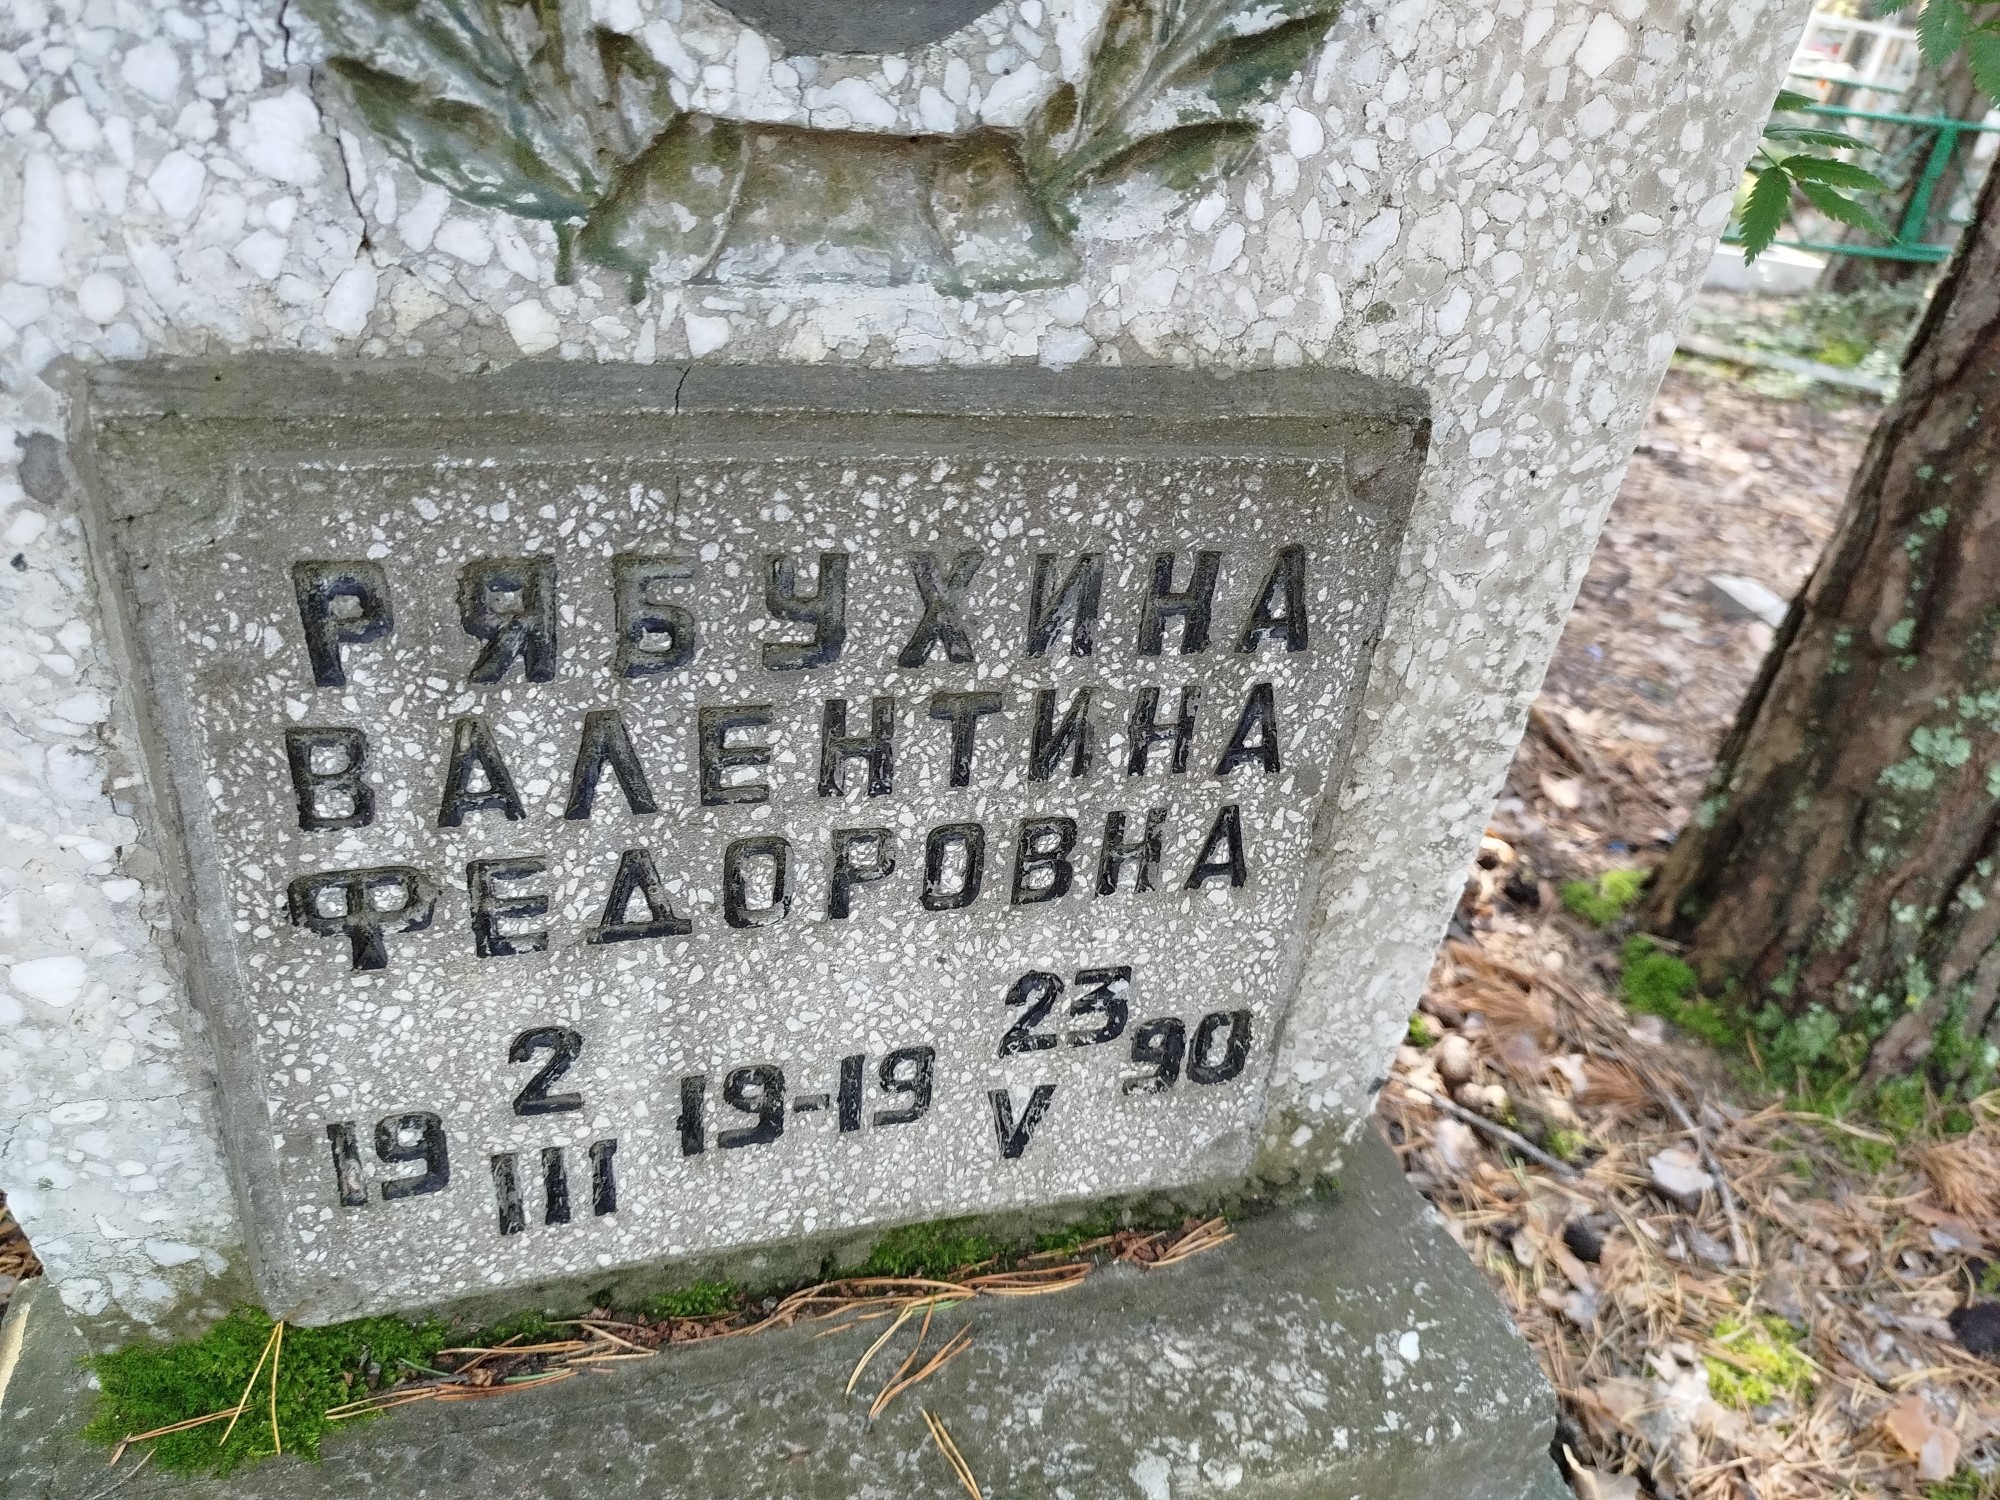 РЯБУХИНА
ВАЛЕНТИНА
ФЕДОРОВНА
19 2/III 19-19 23/V 90